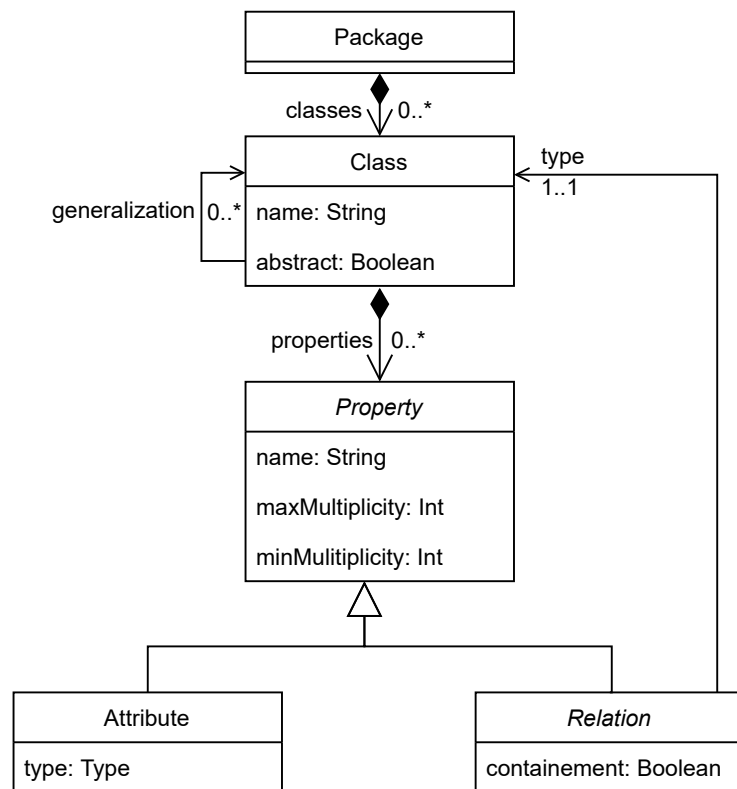 Package
classes 0..*
Class
type
1..1
generalization 0..*
name: String
abstract: Boolean
properties 0..*
Property
name: String
maxMultiplicity: Int
minMulitiplicity: Int
Attribute
type: Type
Relation
containement: Boolean